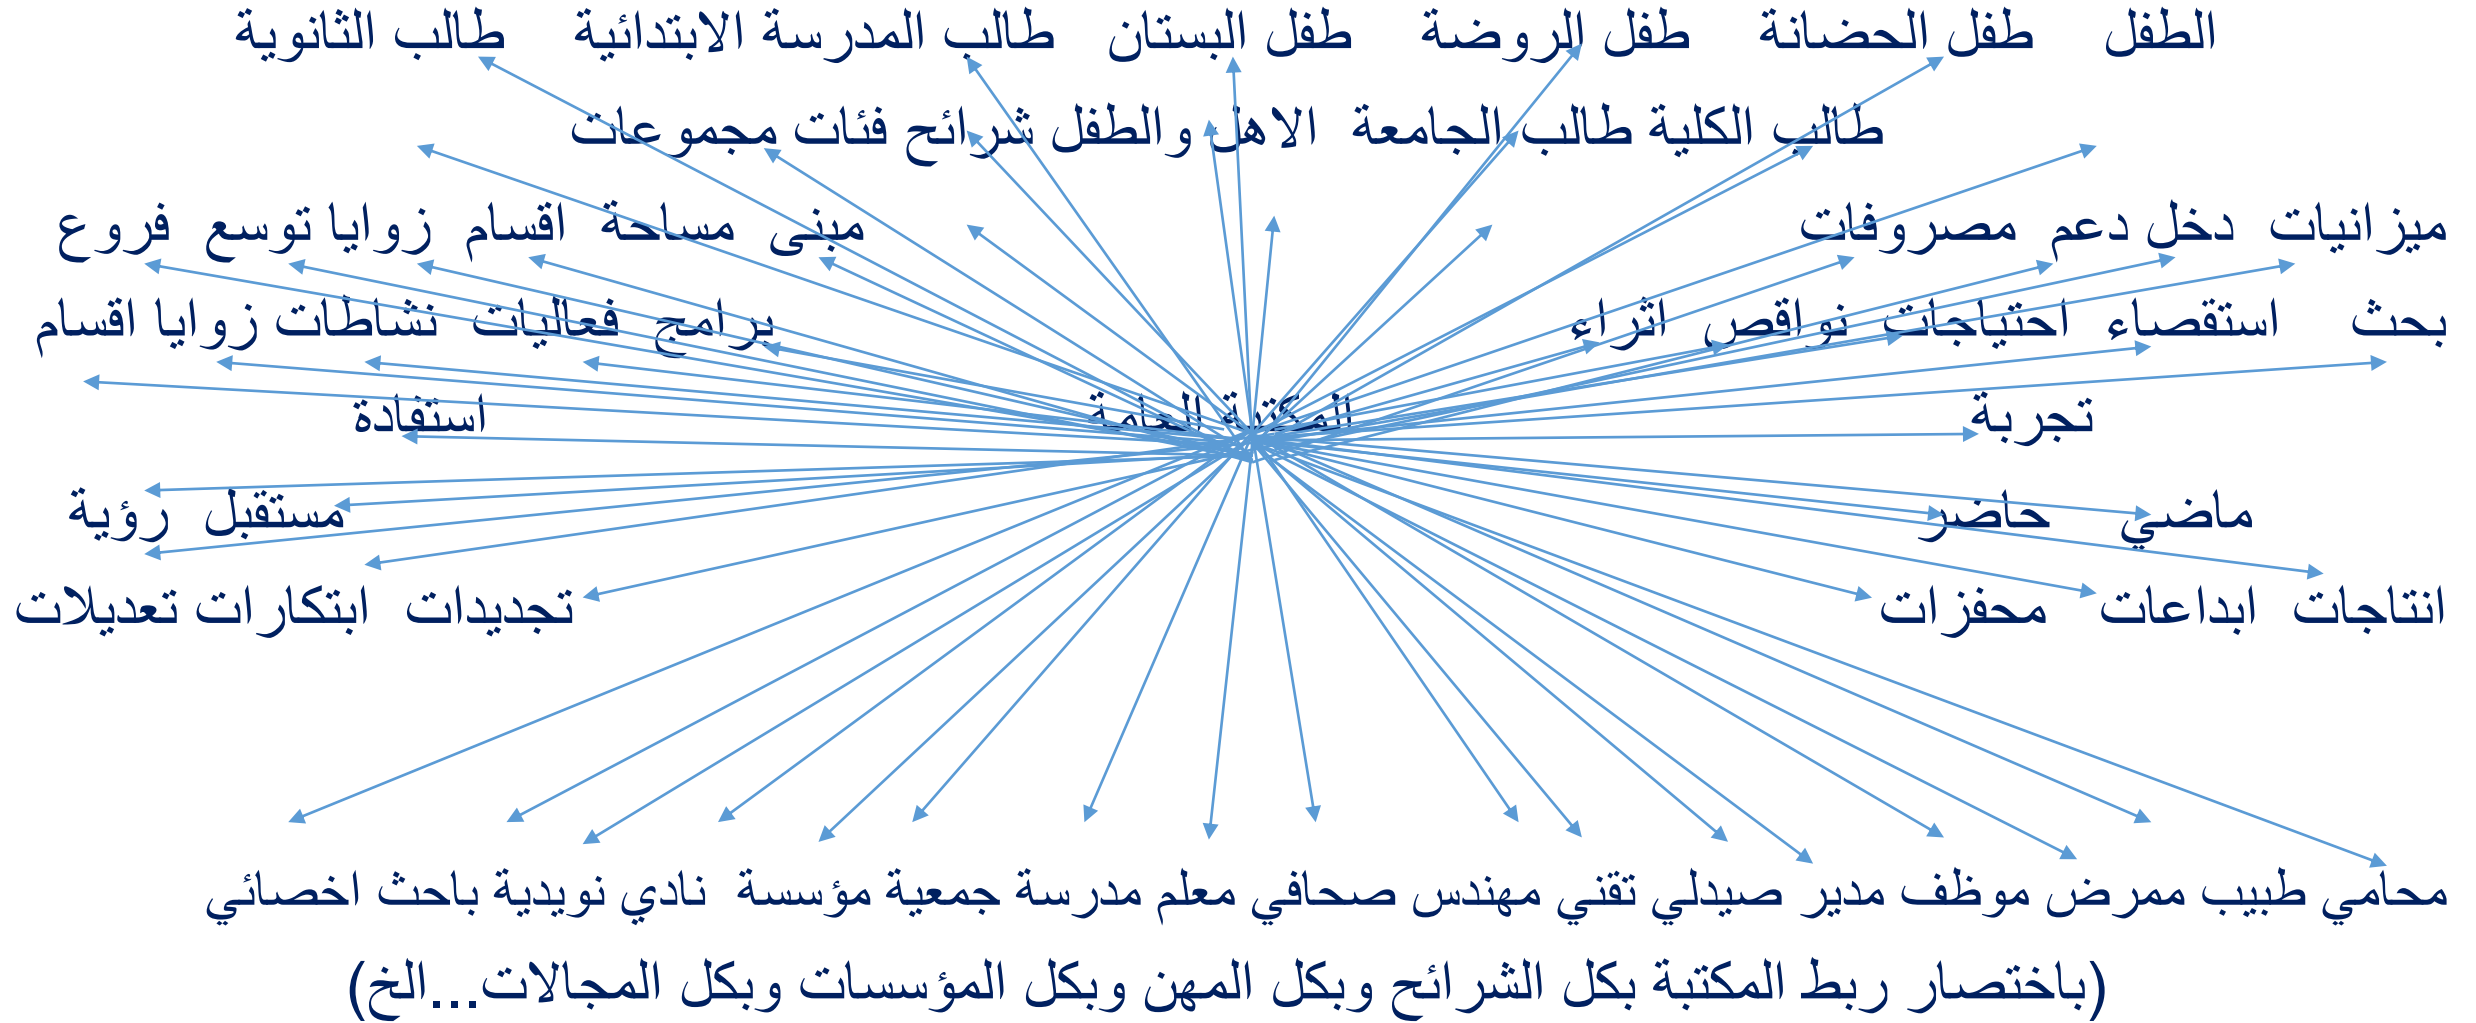 الطفل طفل الحضانة طفل الروضة طفل البستان طالب المدرسة الابتدائية طالب الثانوية
طالب الكلية طالب الجامعة الاهل والطفل شرائح فئات مجموعات
ميزانيات دخل دعم مصروفات مبنى مساحة اقسام زوايا توسع فروع
بحث استقصاء احتياجات نواقص اثراء برامج فعاليات نشاطات زوايا اقسام
تجربة المكتبة العامة استفادة
ماضي حاضر مستقبل رؤية
انتاجات ابداعات محفزات تجديدات ابتكارات تعديلات
محامي طبيب ممرض موظف مدير صيدلي تقني مهندس صحافي معلم مدرسة جمعية مؤسسة نادي نويدية باحث اخصائي
(باختصار ربط المكتبة بكل الشرائح وبكل المهن وبكل المؤسسات وبكل المجالات...الخ)